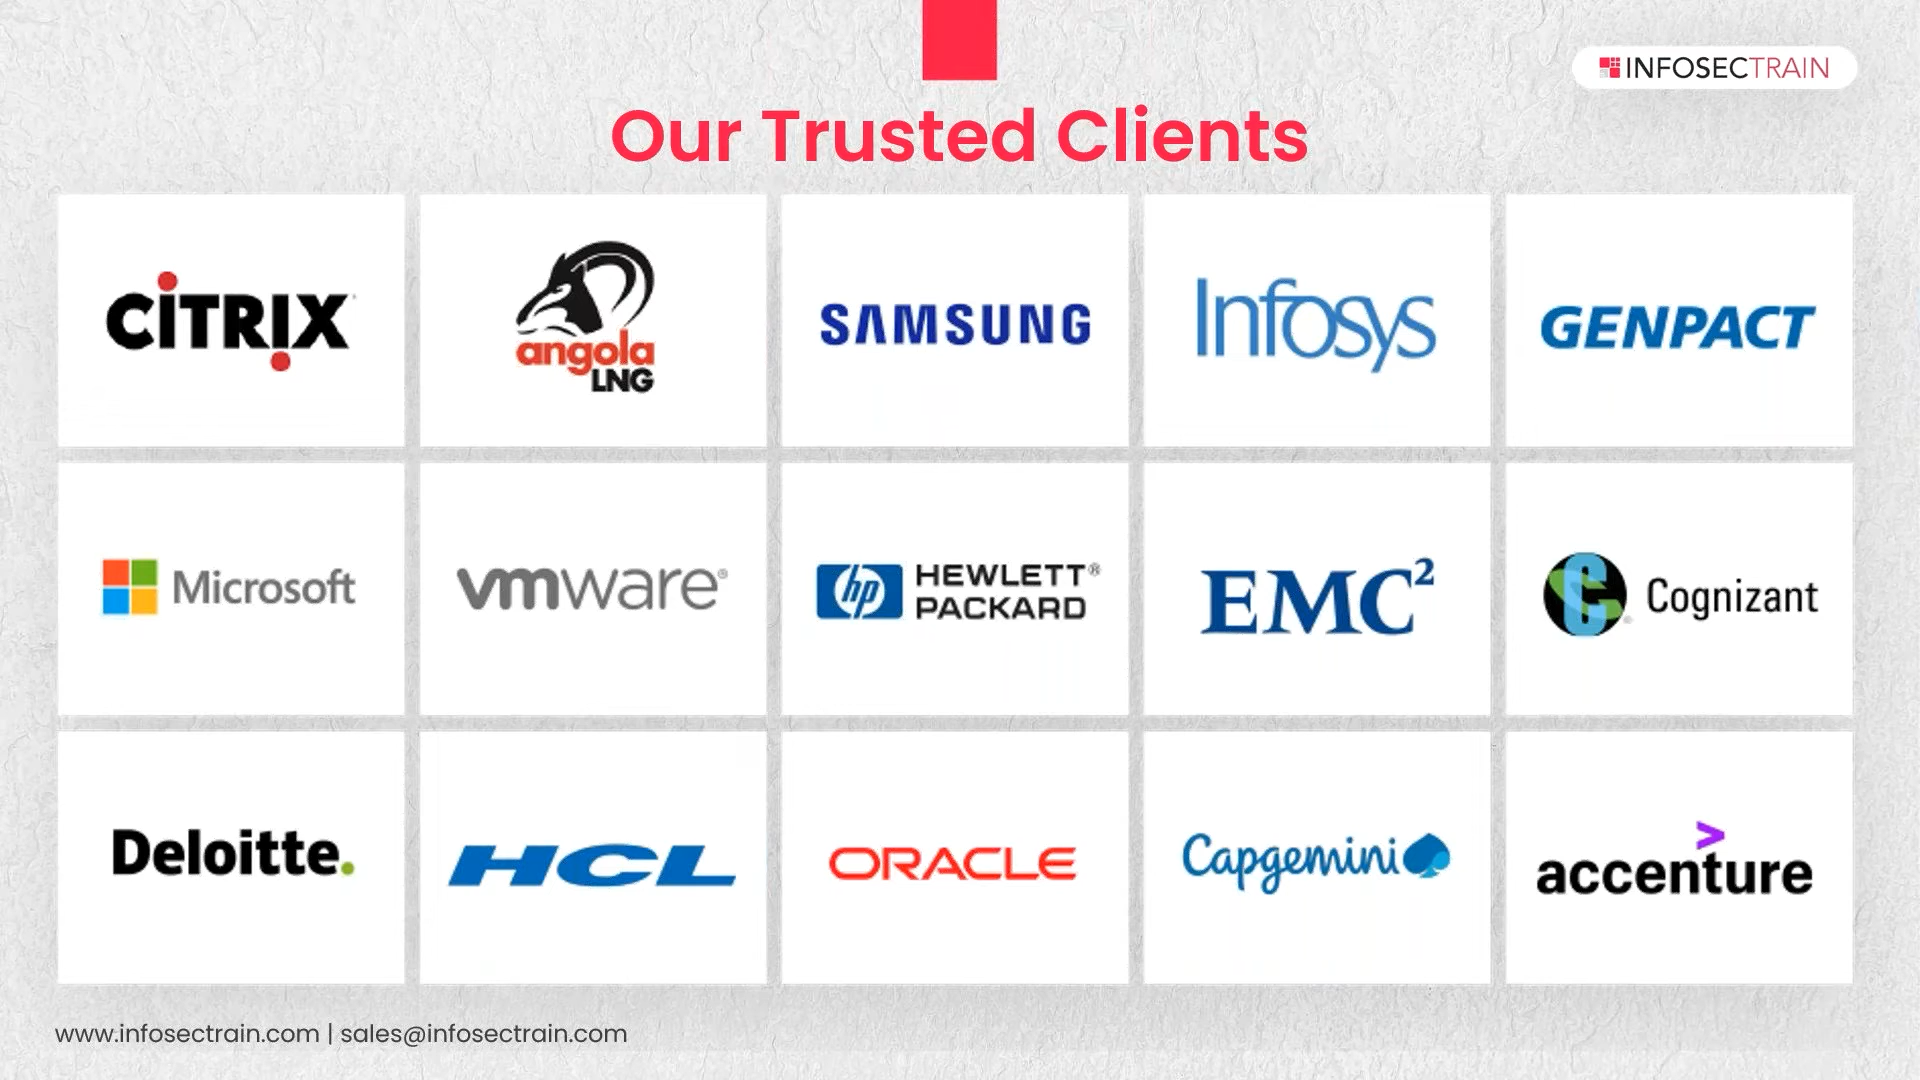 INFOSECTRAIN
Our Trusted Clients
CiTRIX
angola
LNG
SAMSUNG
Infosys
GENPACT
Microsoft
vmware®
hp HEWLETT®
PACKARD
EMC²
Cognizant
Deloitte.
HCL
ORACLE
Capgemini
accenture
www.infosectrain.com | sales@infosectrain.com